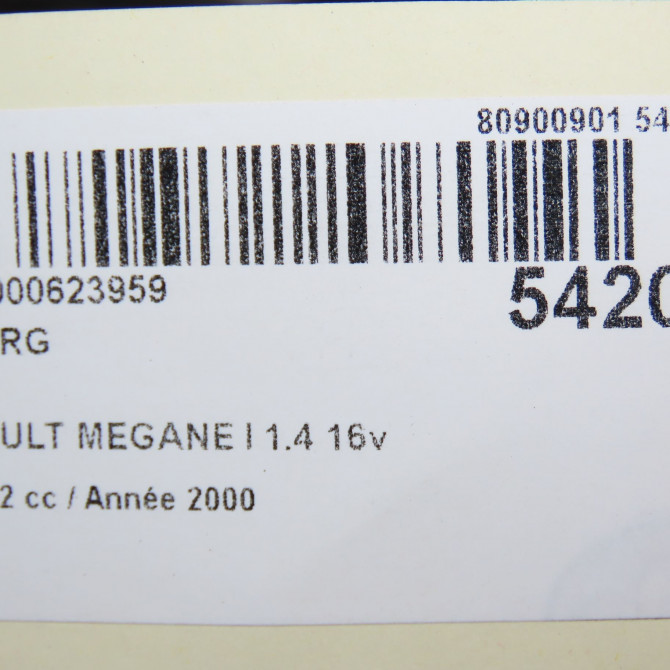 80900901 54
000623959
5420
RG
ULT MEGANE I 1.4 16v
2 cc / Année 2000